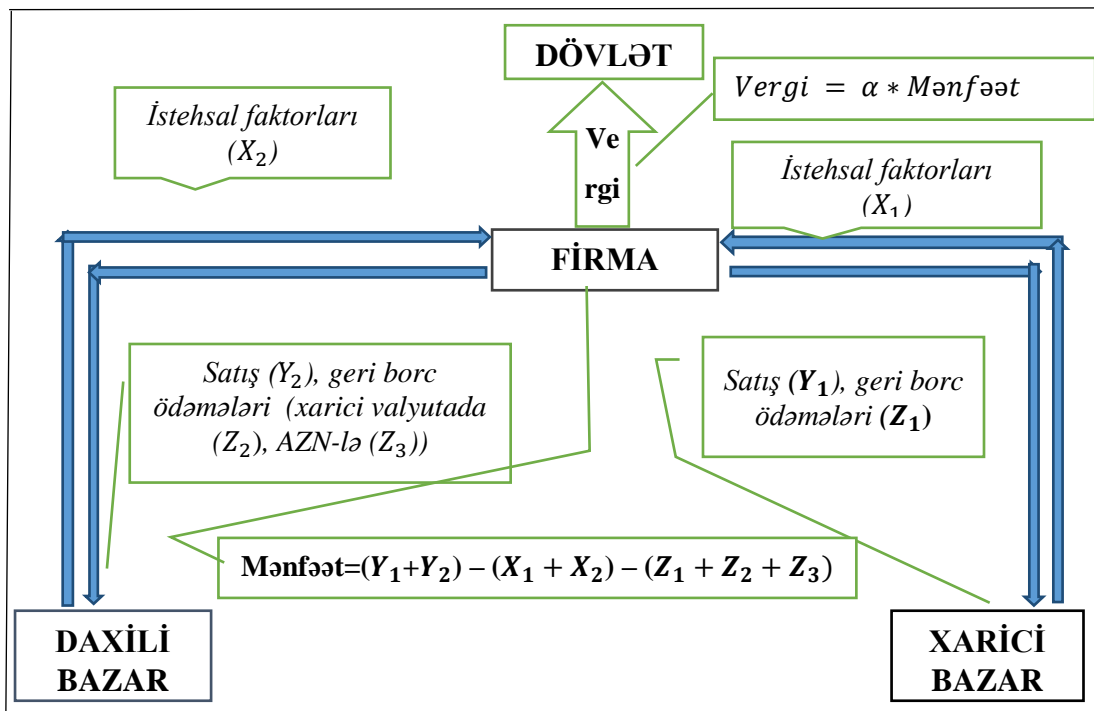 DÖVLƏT
Vergi = α ∗ Mənfəət
İstehsal faktorları
(X₂)
Ve
rgi
İstehsal faktorları
(X₁)
FİRMA
Satış (Y₂), geri borc
ödəmələri (xarici valyutada
(Z₂), AZN-lə (Z₃))
Satış (Y₁), geri borc
ödəmələri (Z₁)
Mənfəət=(Y₁+Y₂) − (X₁ + X₂) − (Z₁ + Z₂ + Z₃)
DAXİLİ
BAZAR
XARİCİ
BAZAR